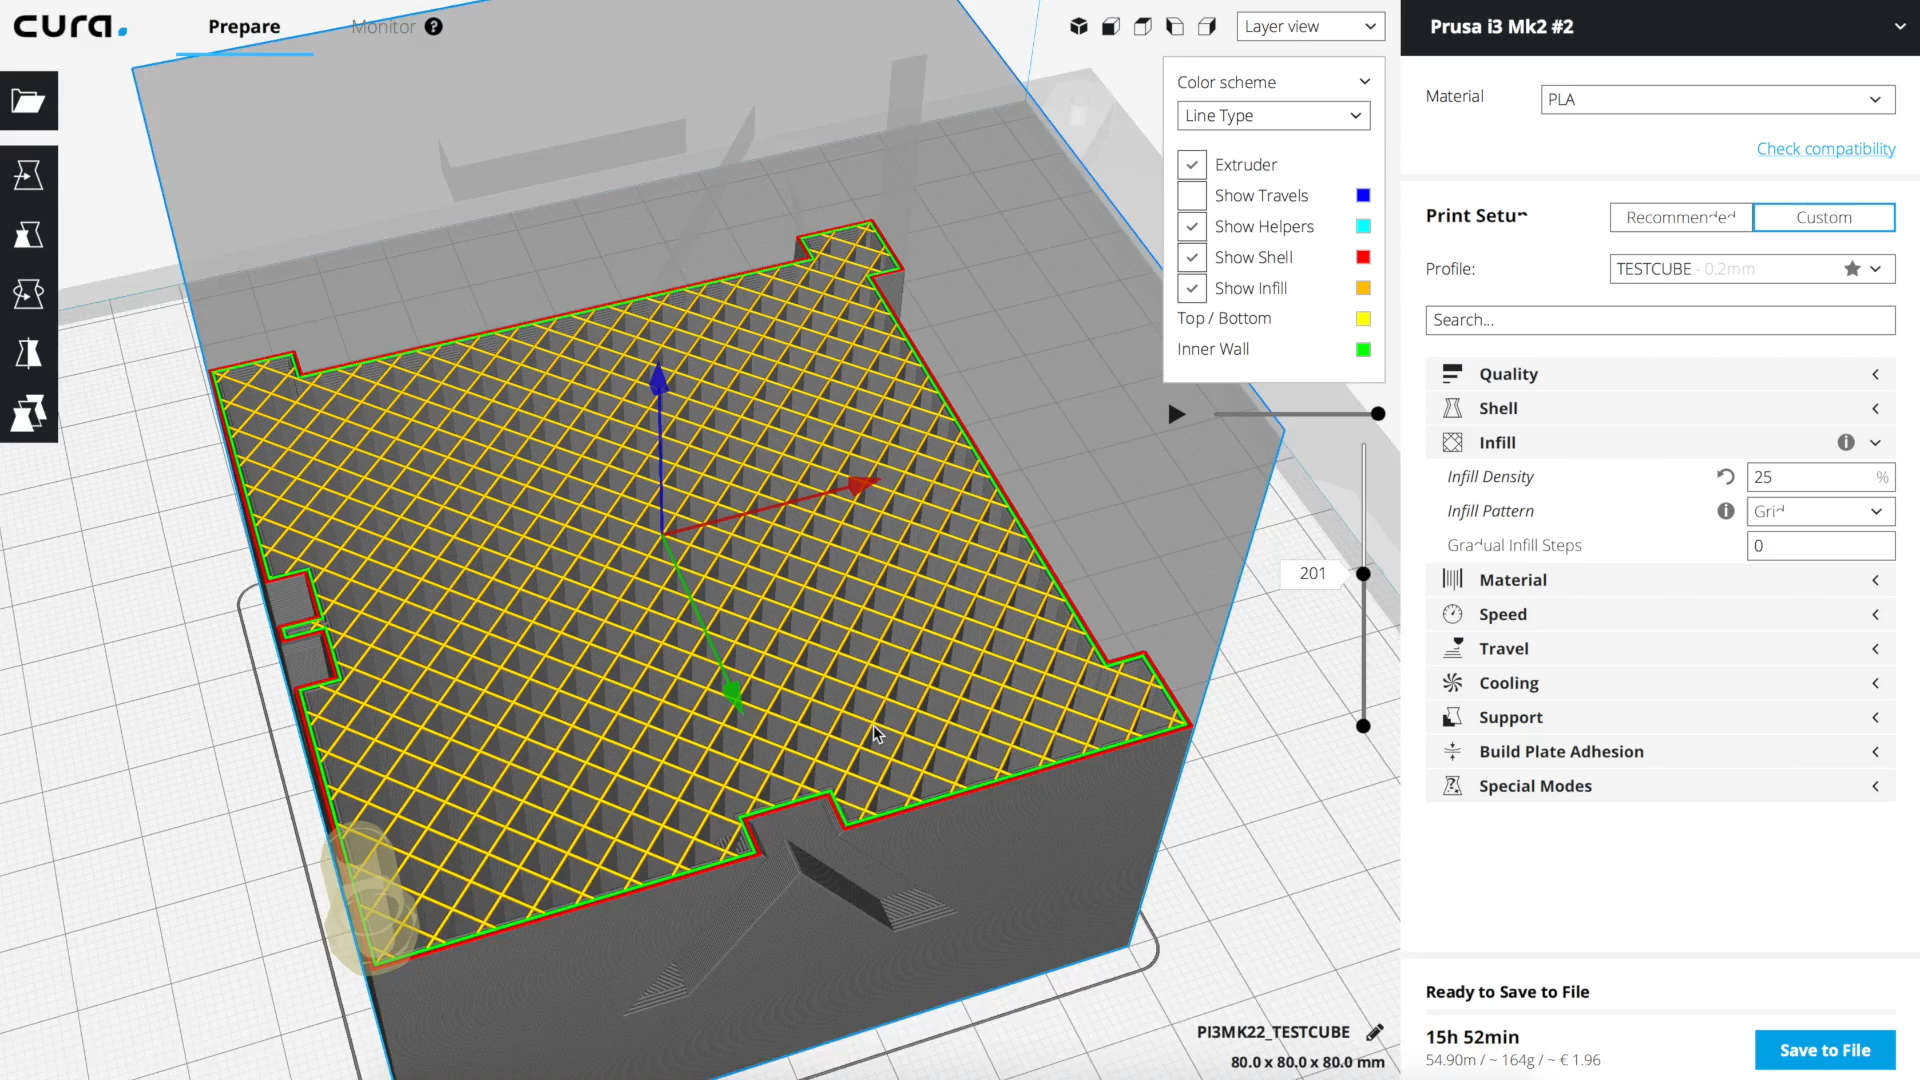 cura.
Prepare
Monitor ?
Layer view
Prusa i3 Mk2 #2
Color scheme
Line Type
Extruder
Show Travels
Show Helpers
Show Shell
Show Infill
Top / Bottom
Inner Wall
201
PI3MK22_TESTCUBE
80.0 x 80.0 x 80.0 mm
Material
PLA
Check compatibility
Print Setup
Recommended
Custom
Profile:
TESTCUBE - 0.2mm
Search...
Quality
Shell
Infill
Infill Density
25 %
Infill Pattern
Grid
Gradual Infill Steps
0
Material
Speed
Travel
Cooling
Support
Build Plate Adhesion
Special Modes
Ready to Save to File
15h 52min
54.90m / ~ 164g / ~ € 1.96
Save to File